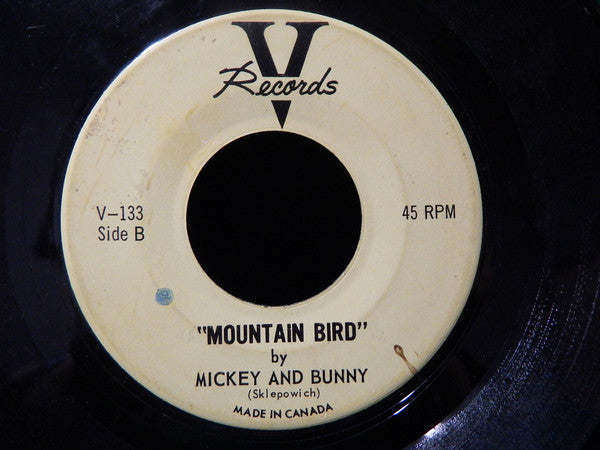 V
Records
V-133
Side B
45 RPM
"MOUNTAIN BIRD"
by
MICKEY AND BUNNY
(Sklepowich)
MADE IN CANADA